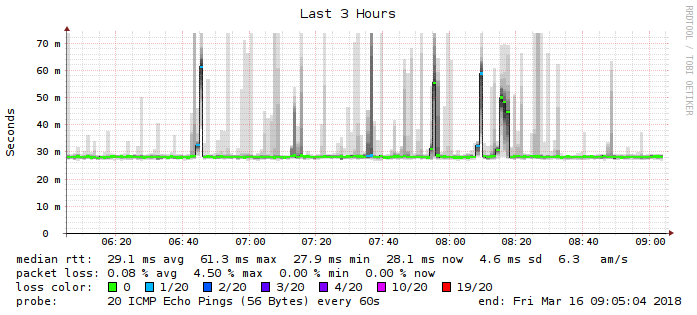 Last 3 Hours
RRDTOOL / TOBI OETIKER
Seconds
70 m
60 m
50 m
40 m
30 m
20 m
10 m
0
06:20 06:40 07:00 07:20 07:40 08:00 08:20 08:40 09:00
median rtt: 29.1 ms avg 61.3 ms max 27.9 ms min 28.1 ms now 4.6 ms sd 6.3 am/s
packet loss: 0.08 % avg 4.50 % max 0.00 % min 0.00 % now
loss color: 0 1/20 2/20 3/20 4/20 10/20 19/20
probe: 20 ICMP Echo Pings (56 Bytes) every 60s end: Fri Mar 16 09:05:04 2018